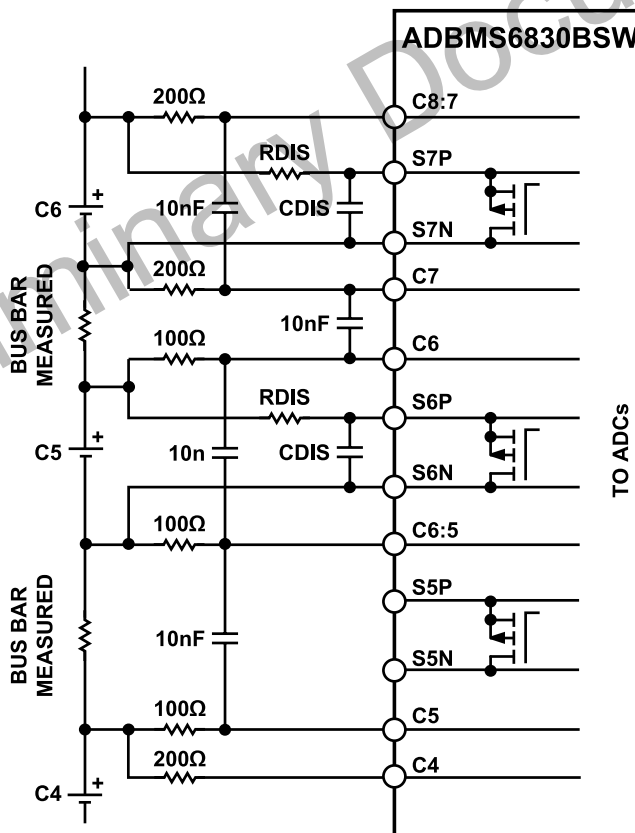 minary Docu
ADBMS6830BSW
200Ω
C8:7
RDIS
S7P
C6
+
10nF
CDIS
S7N
200Ω
C7
BUS BAR
MEASURED
10nF
100Ω
C6
RDIS
S6P
C5
+
10n
CDIS
S6N
TO ADCs
100Ω
C6:5
S5P
BUS BAR
MEASURED
10nF
S5N
100Ω
C5
200Ω
C4
C4
+